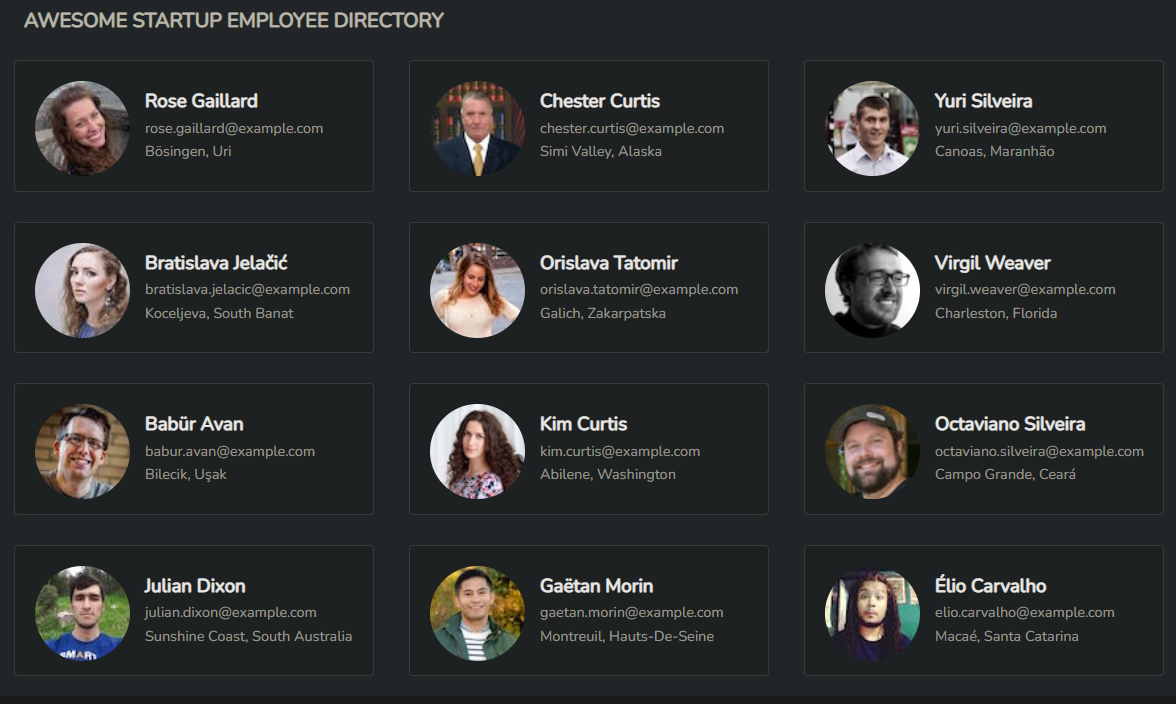 AWESOME STARTUP EMPLOYEE DIRECTORY
Rose Gaillard
rose.gaillard@example.com
Bösingen, Uri
Chester Curtis
chester.curtis@example.com
Simi Valley, Alaska
Yuri Silveira
yuri.silveira@example.com
Canoas, Maranhão
Bratislava Jelačić
bratislava.jelacic@example.com
Koceljeva, South Banat
Orislava Tatomir
orislava.tatomir@example.com
Galich, Zakarpatska
Virgil Weaver
virgil.weaver@example.com
Charleston, Florida
Babür Avan
babur.avan@example.com
Bilecik, Uşak
Kim Curtis
kim.curtis@example.com
Abilene, Washington
Octaviano Silveira
octaviano.silveira@example.com
Campo Grande, Ceará
Julian Dixon
julian.dixon@example.com
Sunshine Coast, South Australia
SMART
Gaëtan Morin
gaetan.morin@example.com
Montreuil, Hauts-De-Seine
Élio Carvalho
elio.carvalho@example.com
Macaé, Santa Catarina